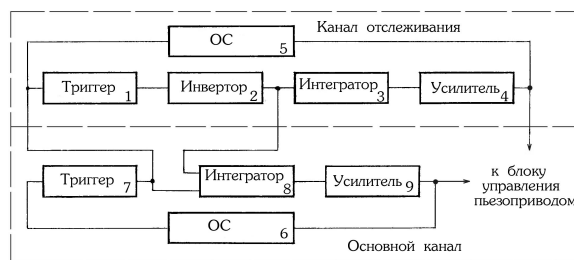 ОС 5
Канал отслеживания
Триггер 1
Инвертор 2
Интегратор 3
Усилитель 4
Триггер 7
Интегратор 8
Усилитель 9
к блоку
управления
пьезоприводом
ОС 6
Основной канал